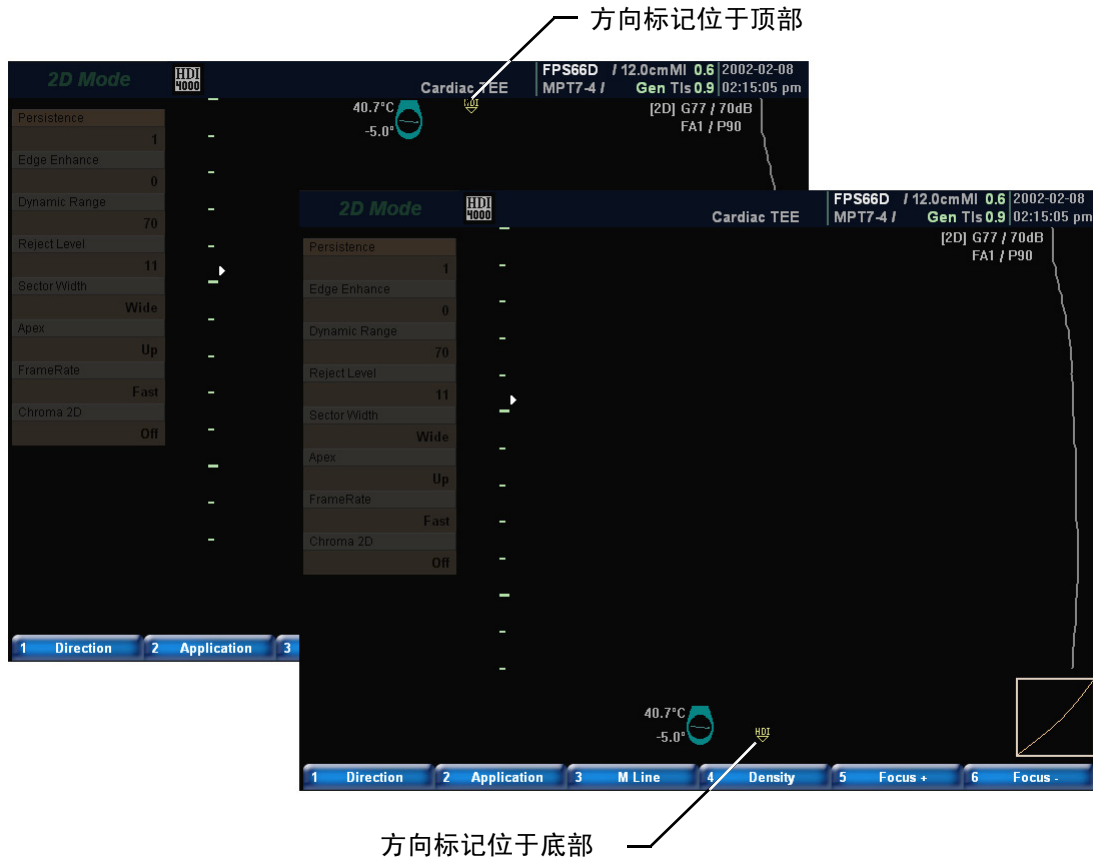 方向标记位于顶部
2D Mode
HDI
4000
Cardiac TEE
FPS66D / 12.0cm MI 0.6
MPT7-4 / Gen TIs 0.9
2002-02-08
02:15:05 pm
40.7°C
-5.0°
HDI
[2D] G77 / 70dB
FA1 / P90
Persistence
1
Edge Enhance
0
Dynamic Range
70
Reject Level
11
Sector Width
Wide
Apex
Up
FrameRate
Fast
Chroma 2D
Off
1 Direction
2 Application
3
2D Mode
HDI
4000
Cardiac TEE
FPS66D / 12.0cm MI 0.6
MPT7-4 / Gen TIs 0.9
2002-02-08
02:15:05 pm
[2D] G77 / 70dB
FA1 / P90
Persistence
1
Edge Enhance
0
Dynamic Range
70
Reject Level
11
Sector Width
Wide
Apex
Up
FrameRate
Fast
Chroma 2D
Off
40.7°C
-5.0°
HDI
1 Direction
2 Application
3 M Line
4 Density
5 Focus +
6 Focus -
方向标记位于底部